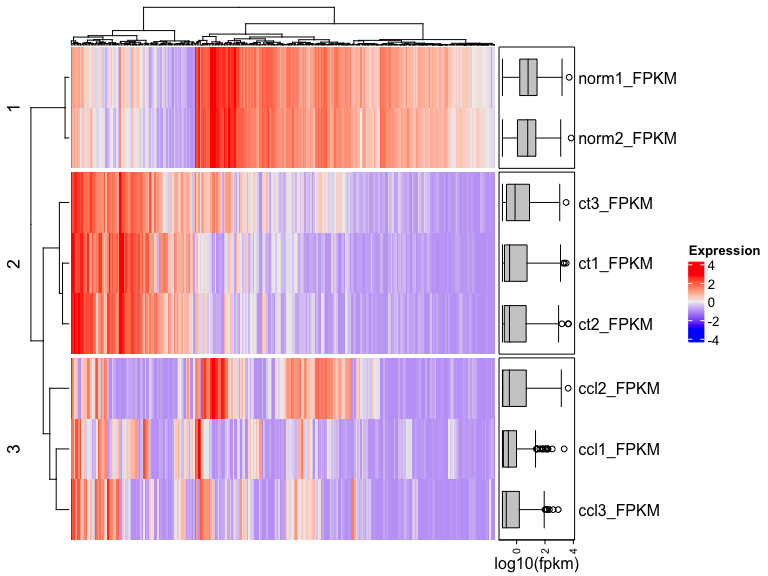 1
norm1_FPKM
norm2_FPKM
2
ct3_FPKM
ct1_FPKM
ct2_FPKM
3
ccl2_FPKM
ccl1_FPKM
ccl3_FPKM
0 2 4
log10(fpkm)
Expression
4
2
0
-2
-4